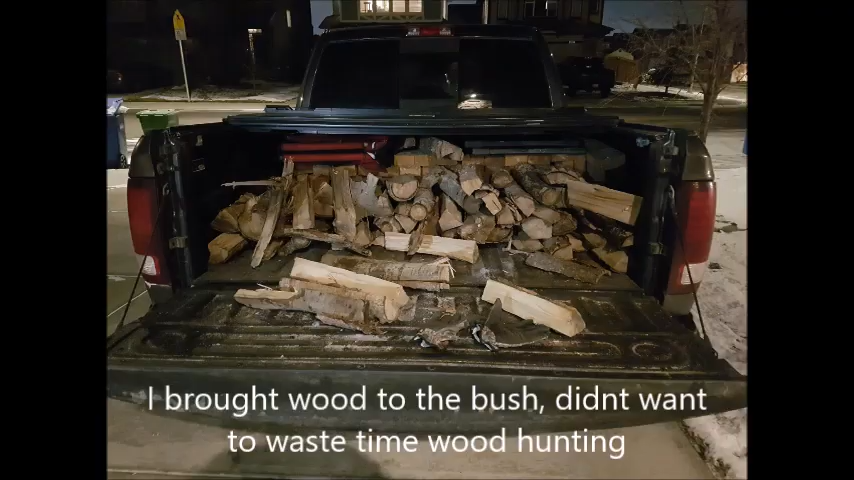 I brought wood to the bush, didnt want
to waste time wood hunting